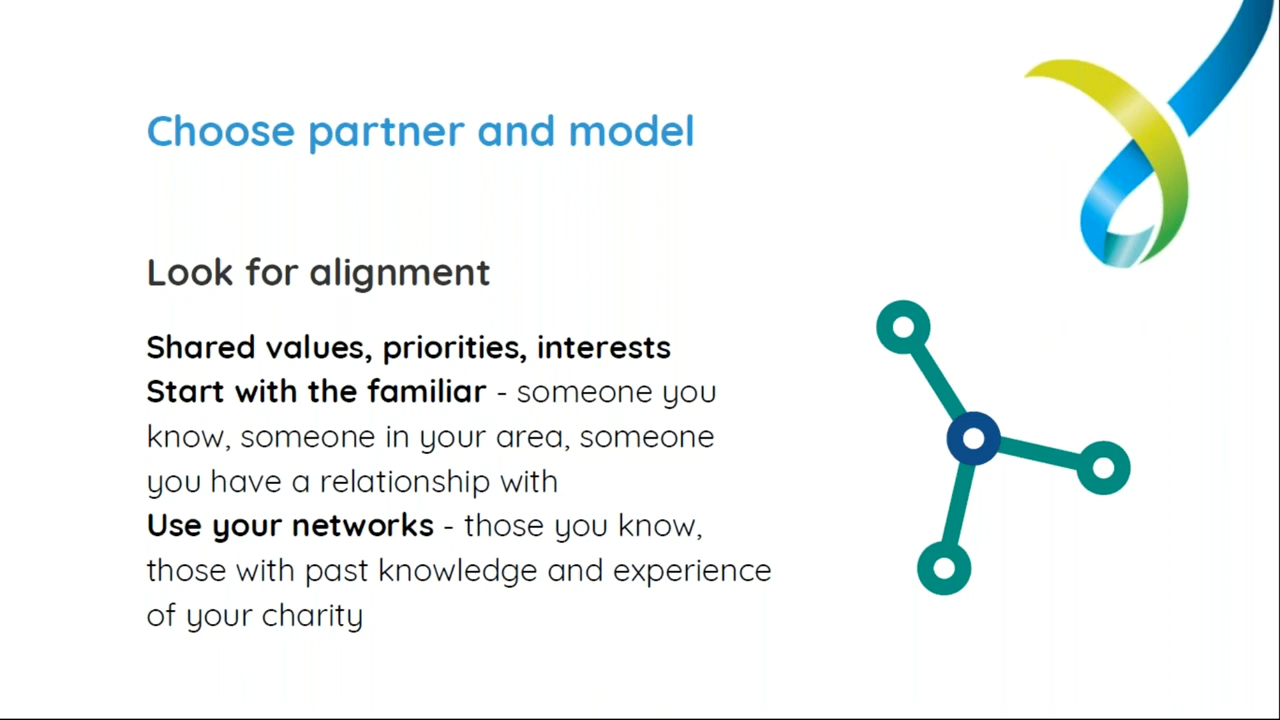 Choose partner and model
Look for alignment
Shared values, priorities, interests
Start with the familiar - someone you
know, someone in your area, someone
you have a relationship with
Use your networks - those you know,
those with past knowledge and experience
of your charity